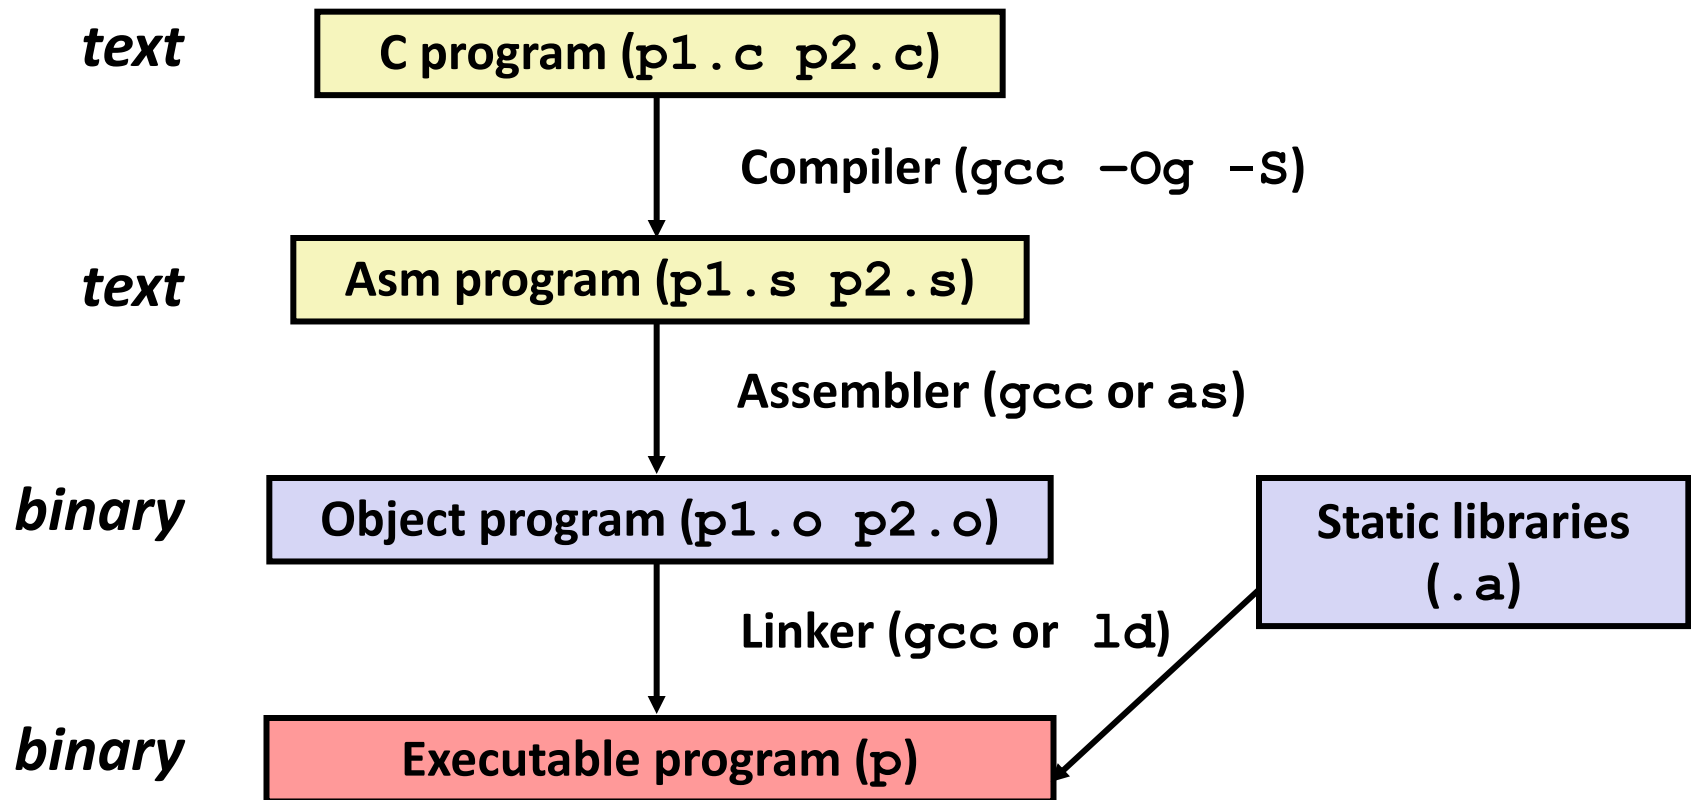 text
C program (p1.c p2.c)
Compiler (gcc –Og -S)
text
Asm program (p1.s p2.s)
Assembler (gcc or as)
binary
Object program (p1.o p2.o)
Static libraries
(.a)
Linker (gcc or ld)
binary
Executable program (p)